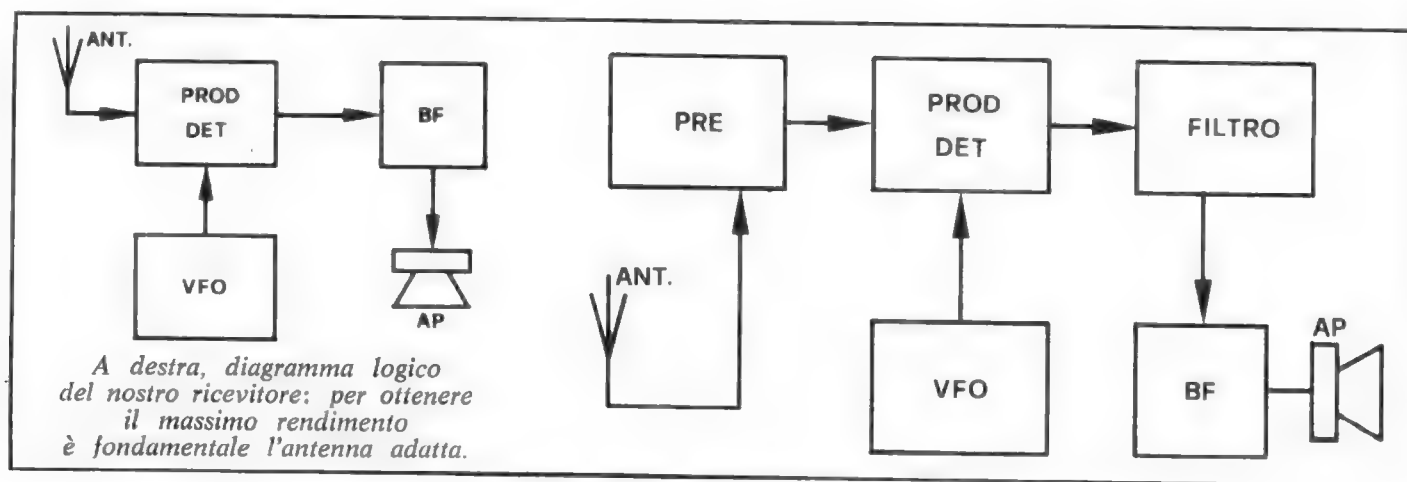 ANT.
PROD
DET
BF
VFO
AP
A destra, diagramma logico
del nostro ricevitore: per ottenere
il massimo rendimento
è fondamentale l'antenna adatta.
PRE
PROD
DET
FILTRO
ANT.
VFO
BF
AP